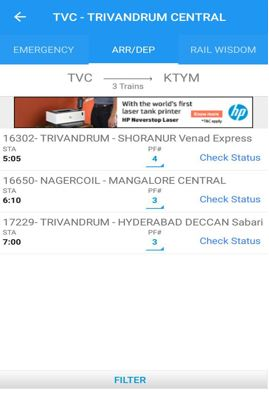 TVC - TRIVANDRUM CENTRAL
EMERGENCY
ARR/DEP
RAIL WISDOM
TVC KTYM
3 Trains
With the world's first
laser tank printer
HP Neverstop Laser
Know more
*T&C apply
hp
16302- TRIVANDRUM - SHORANUR Venad Express
STA PF#
5:05 4 Check Status
16650- NAGERCOIL - MANGALORE CENTRAL
STA PF#
6:10 3 Check Status
17229- TRIVANDRUM - HYDERABAD DECCAN Sabari
STA PF#
7:00 3 Check Status
FILTER